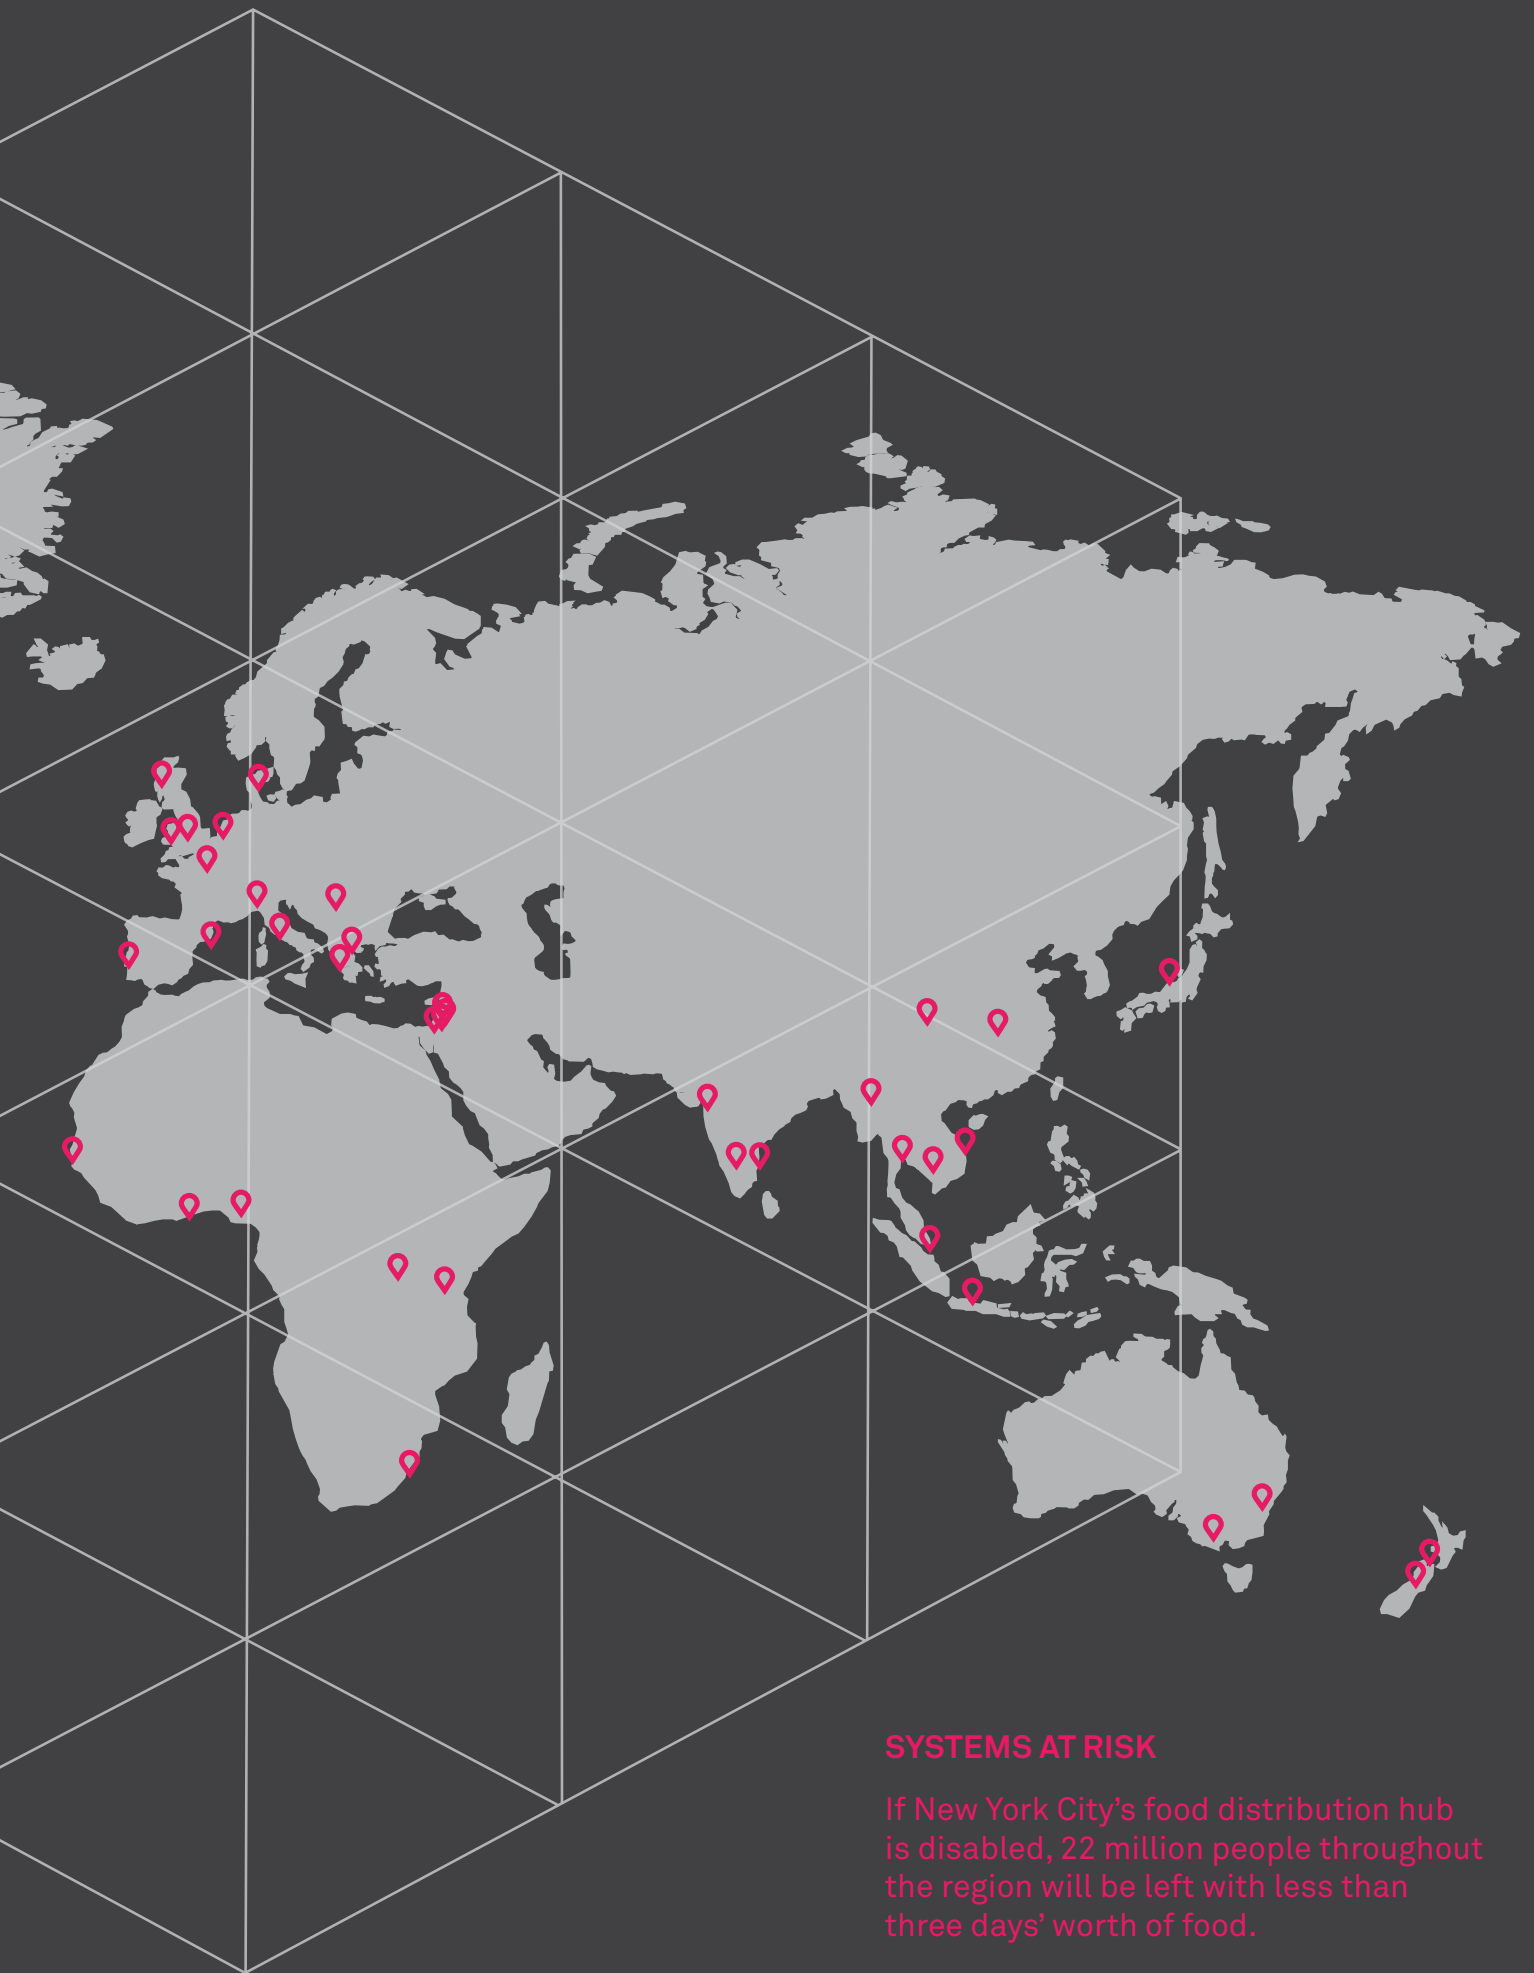 SYSTEMS AT RISK
If New York City’s food distribution hub
is disabled, 22 million people throughout
the region will be left with less than
three days’ worth of food.